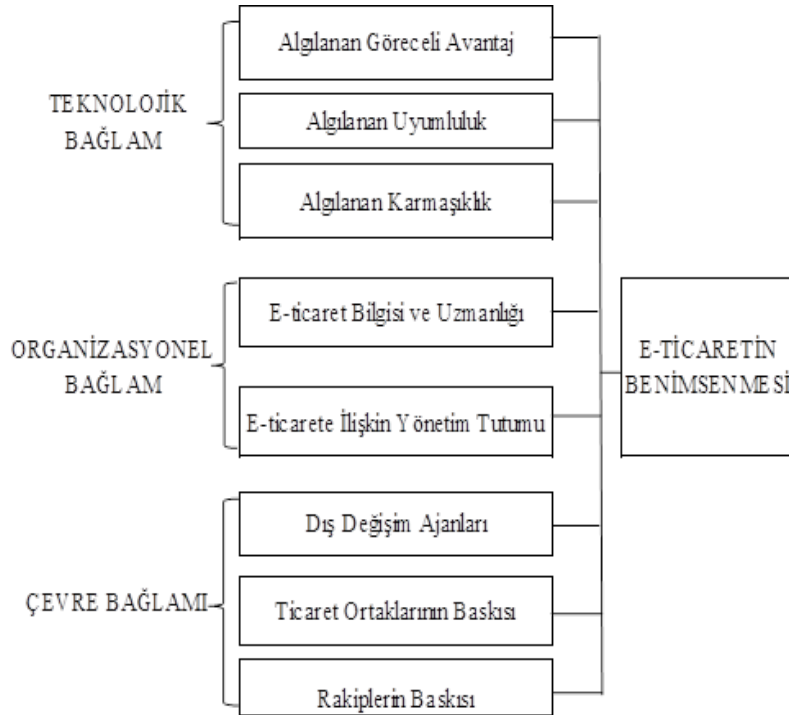 TEKNOLOJİK
BAĞLAM
Algılanan Göreceli Avantaj
Algılanan Uyumluluk
Algılanan Karmaşıklık
ORGANİZASYONEL
BAĞLAM
E-ticaret Bilgisi ve Uzmanlığı
E-ticarete İlişkin Yönetim Tutumu
ÇEVRE BAĞLAMI
Dış Değişim Ajanları
Ticaret Ortaklarının Baskısı
Rakiplerin Baskısı
E-TİCARETİN
BENİMSENMESİ